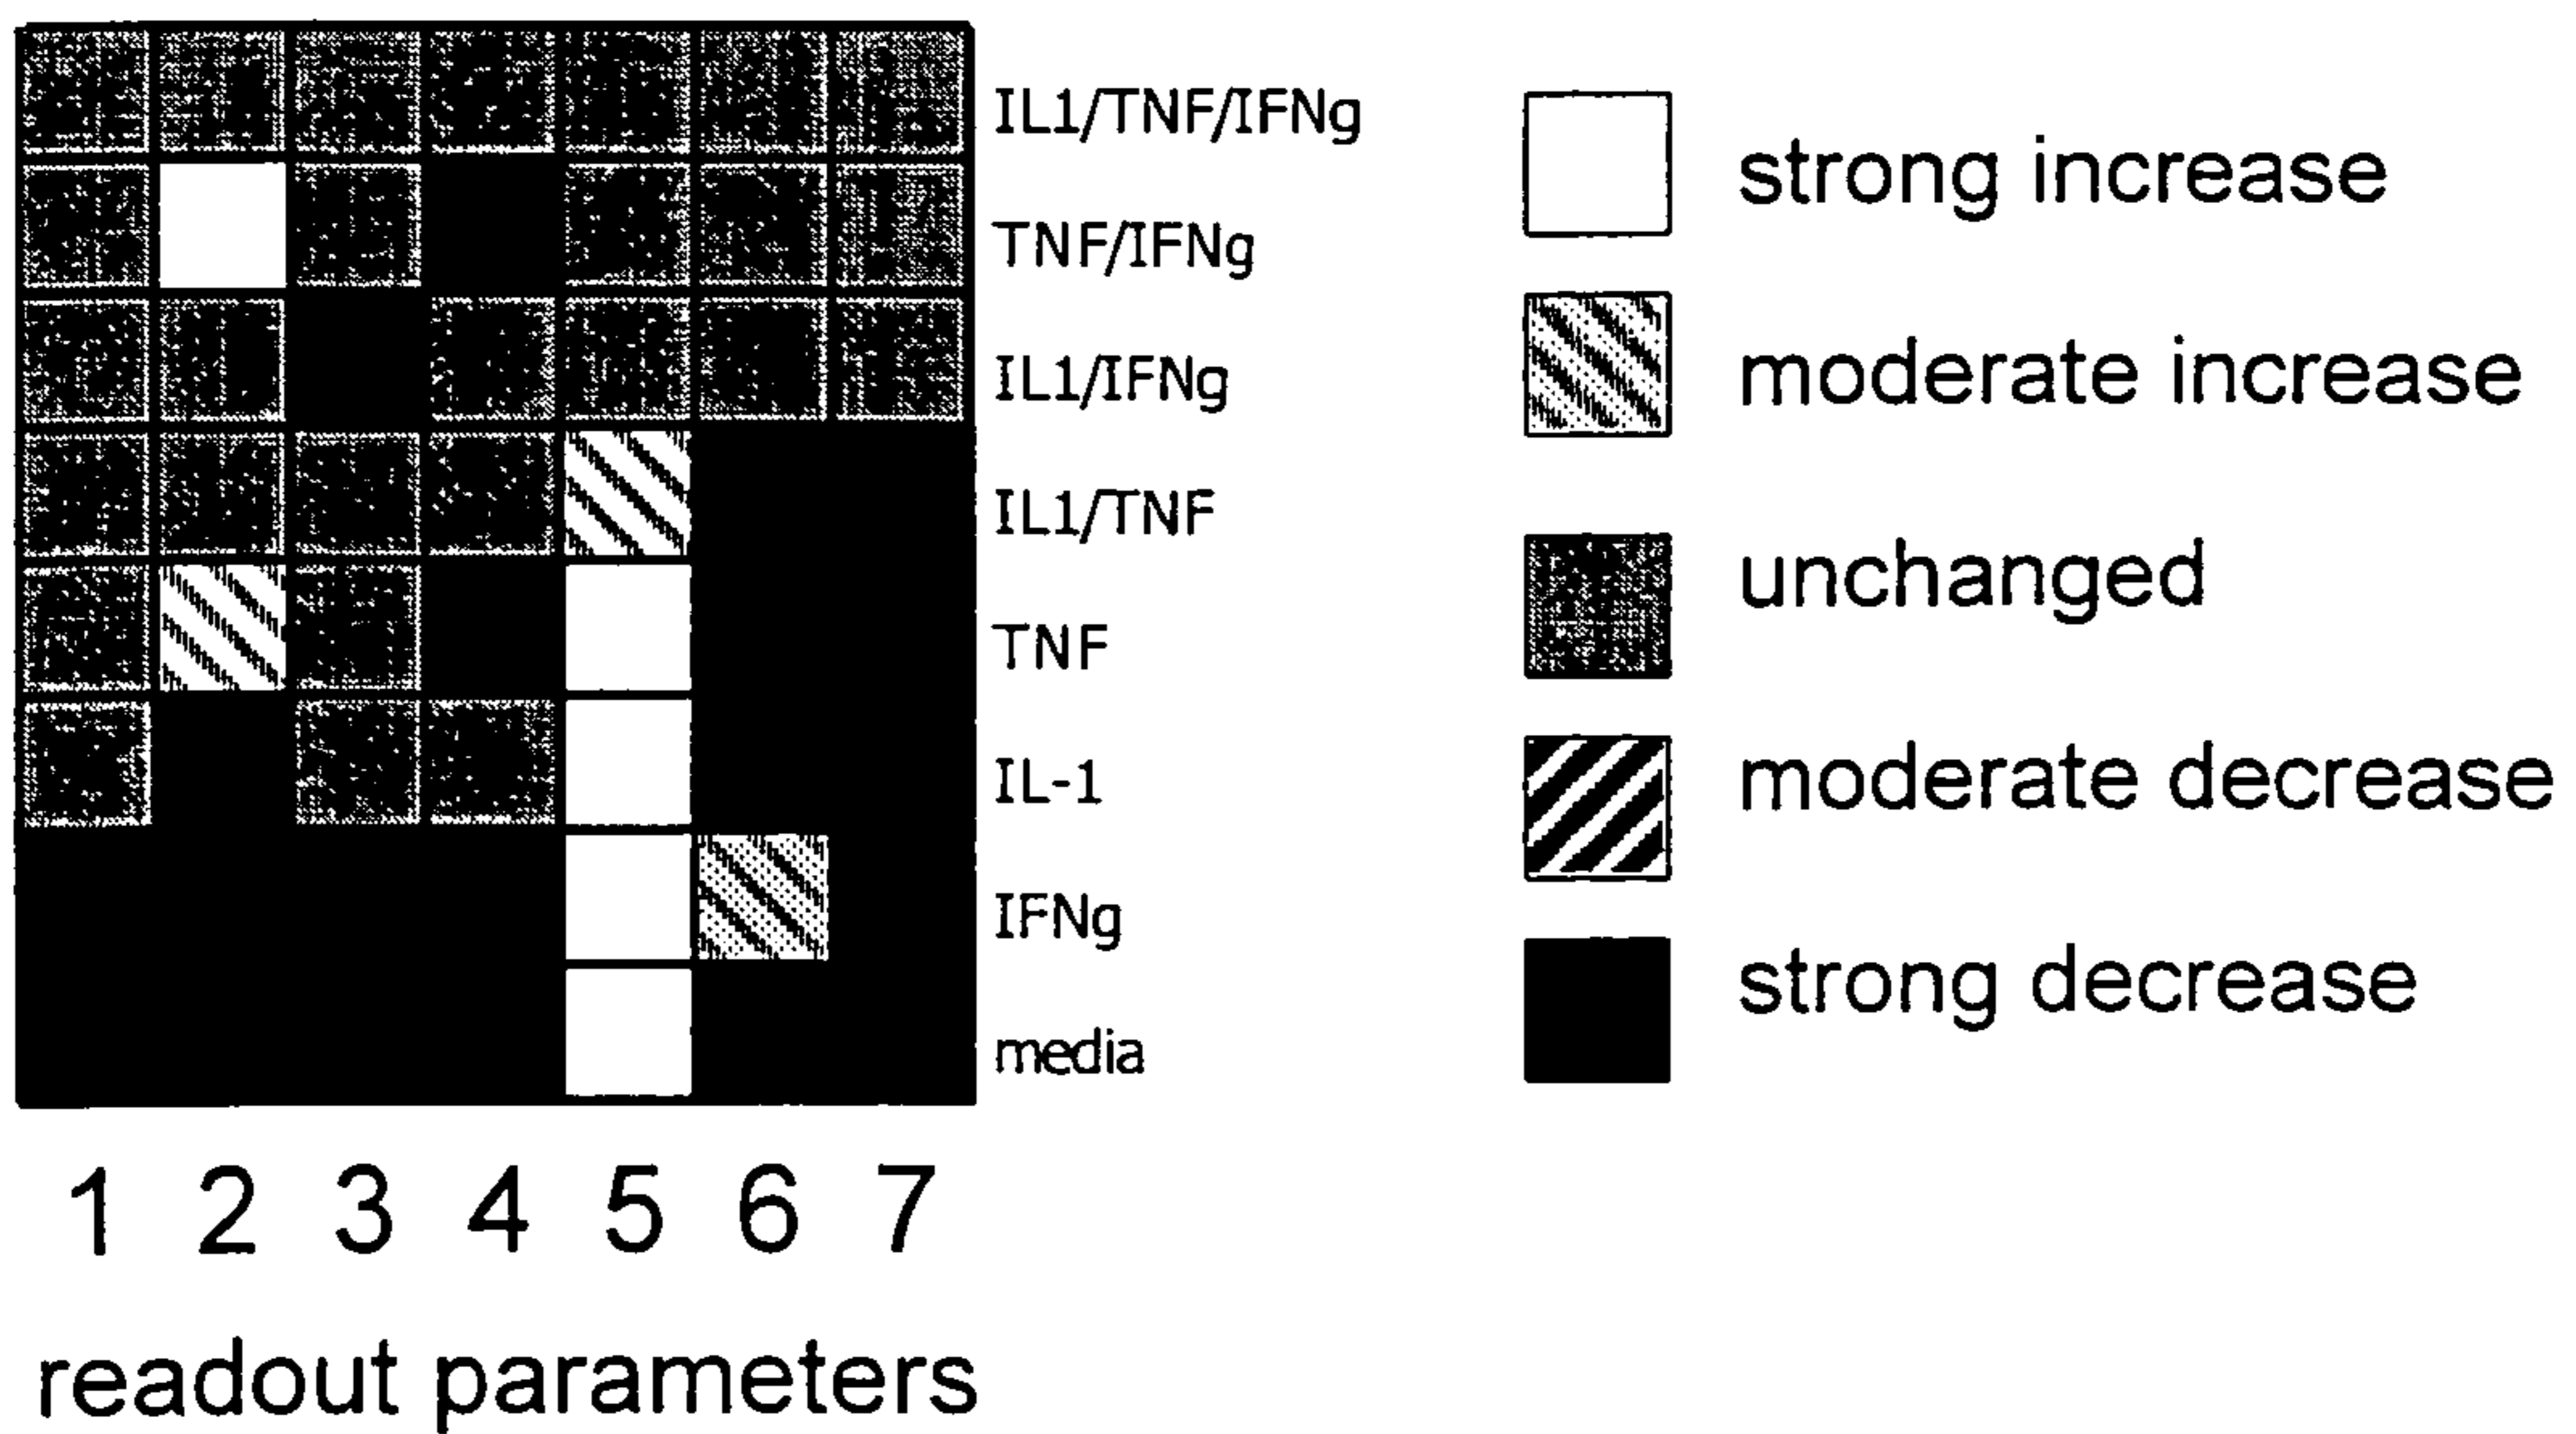 IL1/TNF/IFNg
TNF/IFNg
IL1/IFNg
IL1/TNF
TNF
IL-1
IFNg
media
1 2 3 4 5 6 7
readout parameters
strong increase
moderate increase
unchanged
moderate decrease
strong decrease